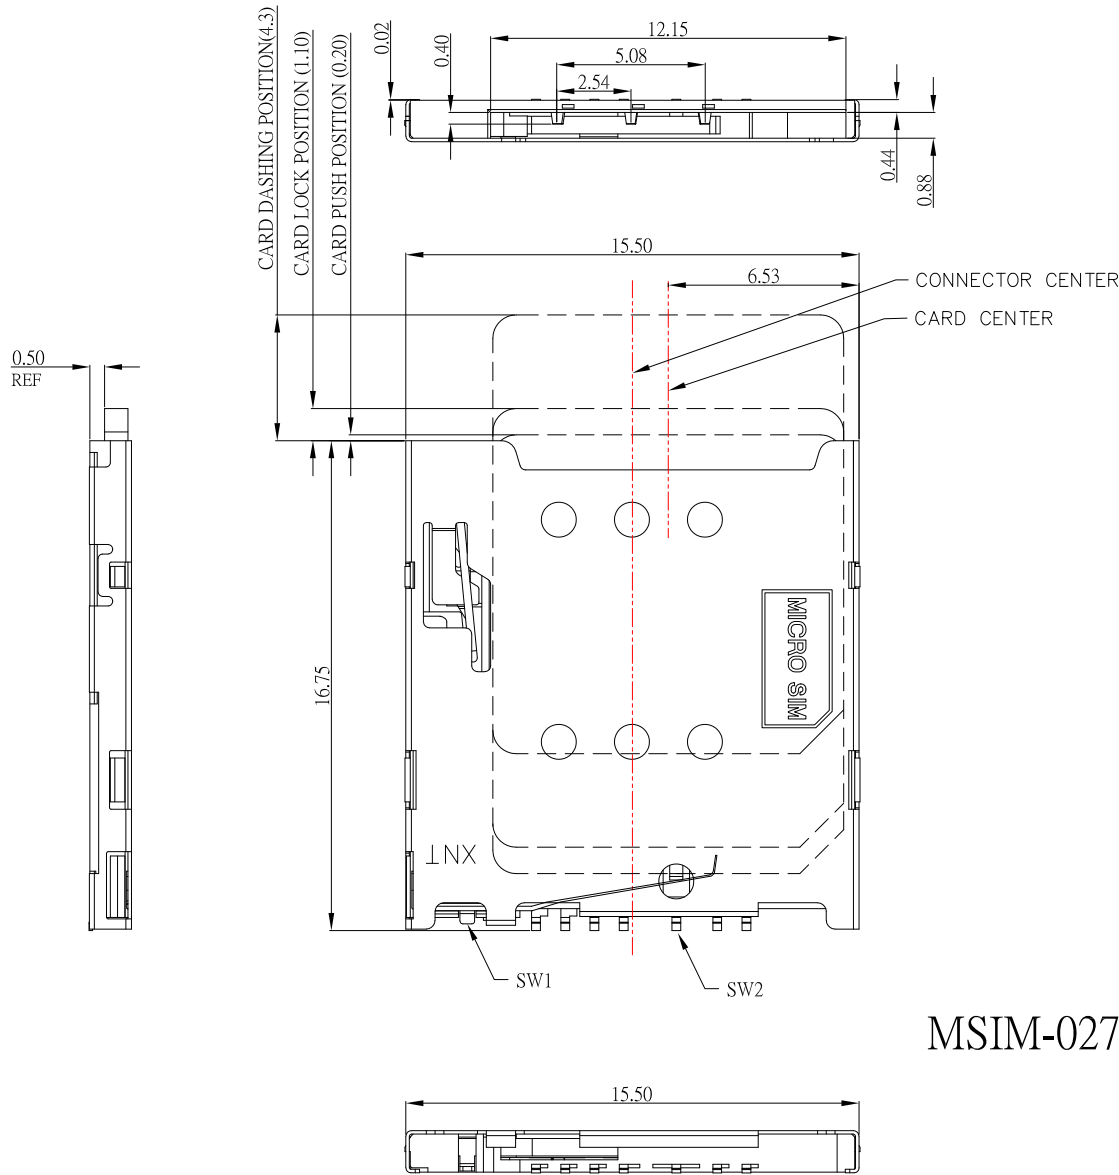 12.15
5.08
2.54
0.02
0.40
0.44
0.88
CARD DASHING POSITION(4.3)
CARD LOCK POSITION (1.10)
CARD PUSH POSITION (0.20)
15.50
6.53
CONNECTOR CENTER
CARD CENTER
0.50
REF
16.75
MICRO SIM
XNT
SW1
SW2
MSIM-027
15.50